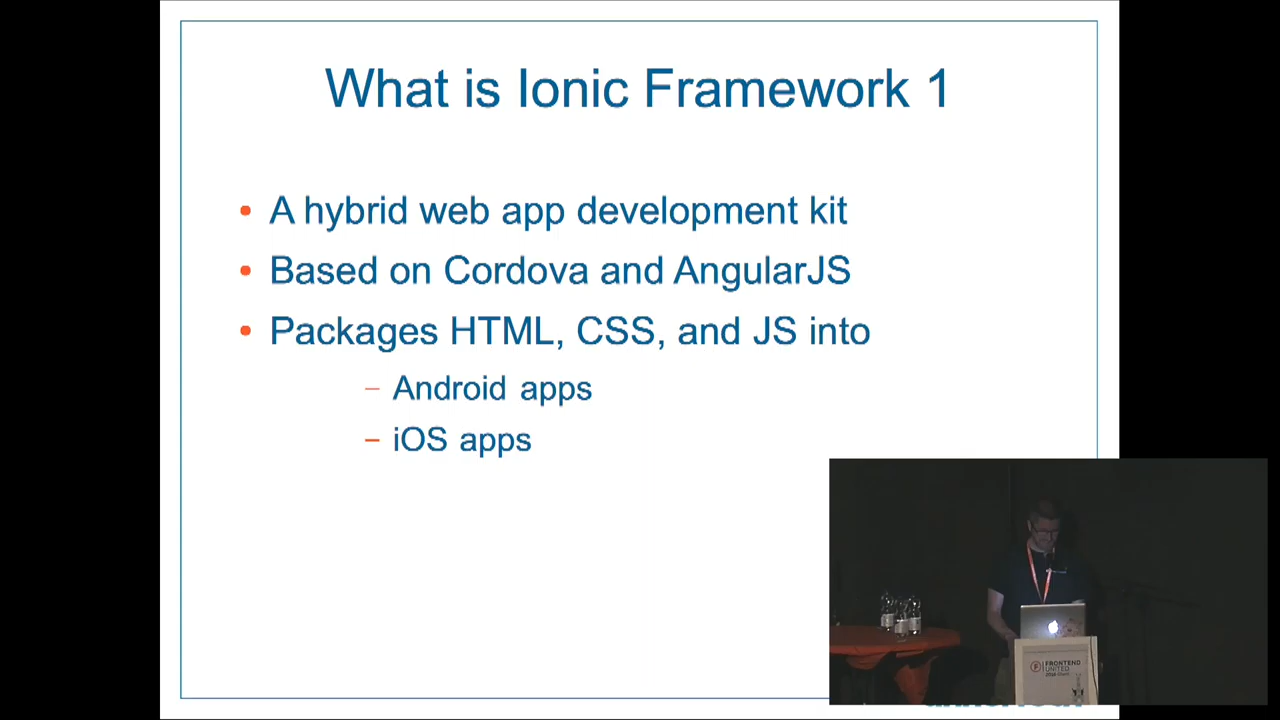 What is Ionic Framework 1
• A hybrid web app development kit
• Based on Cordova and AngularJS
• Packages HTML, CSS, and JS into
– Android apps
– iOS apps
FRONTEND
UNITED